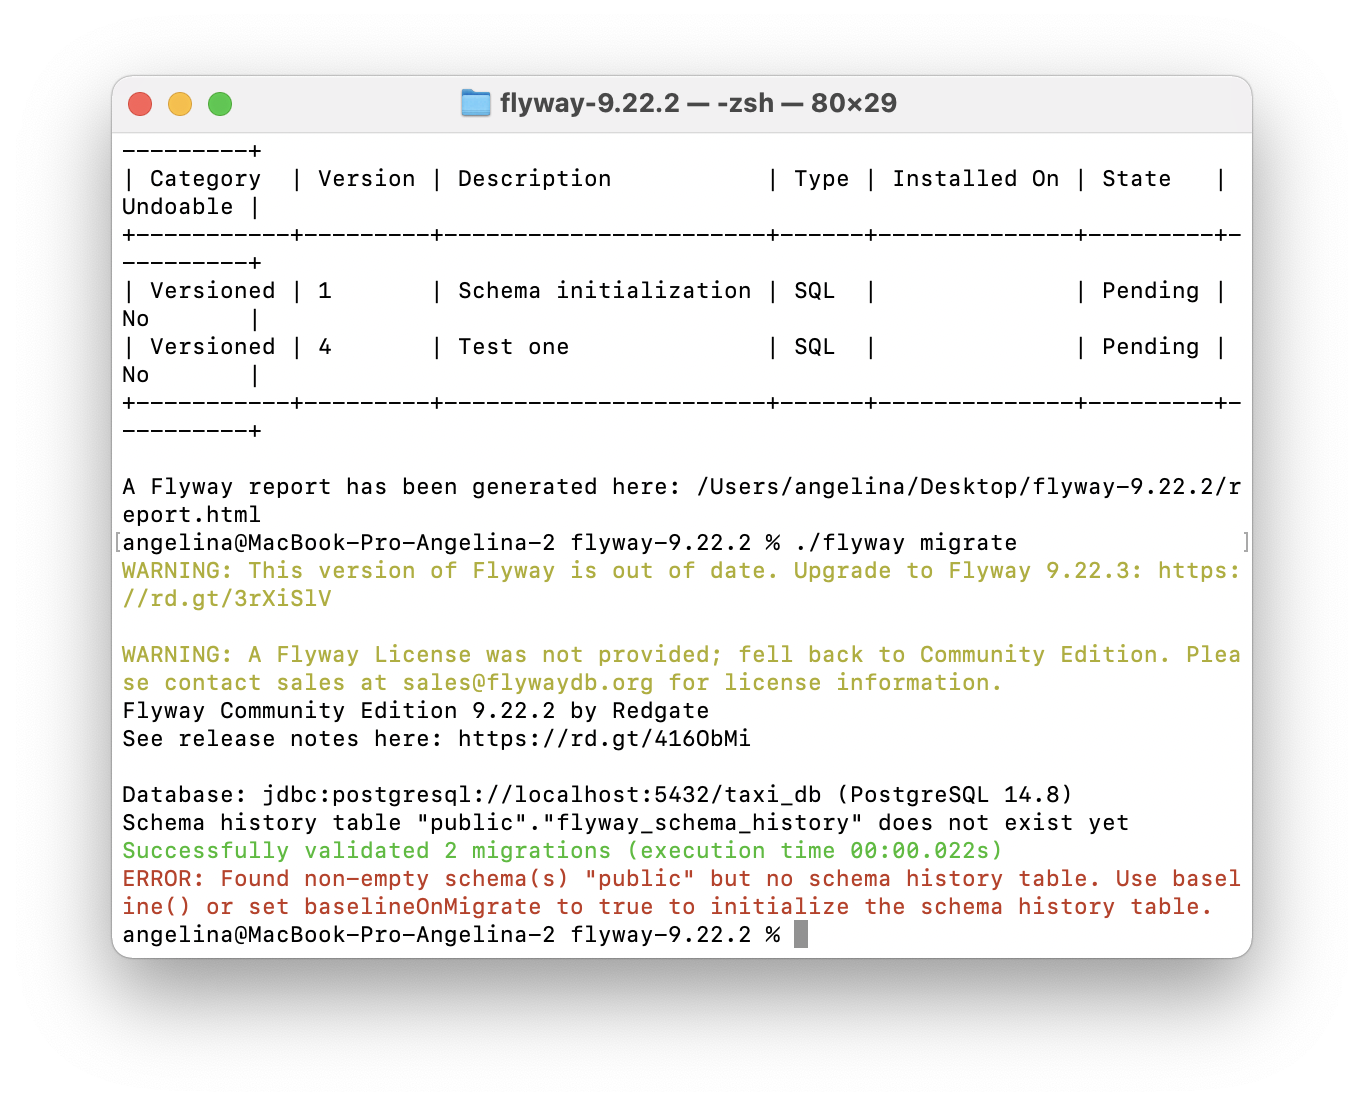 flyway-9.22.2 — -zsh — 80×29
---------+
| Category  | Version | Description           | Type | Installed On | State   |
Undoable |
+-----------+---------+-----------------------+------+--------------+---------+-
---------+
| Versioned | 1       | Schema initialization | SQL  |              | Pending |
No       |
| Versioned | 4       | Test one              | SQL  |              | Pending |
No       |
+-----------+---------+-----------------------+------+--------------+---------+-
---------+
A Flyway report has been generated here: /Users/angelina/Desktop/flyway-9.22.2/r
eport.html
[angelina@MacBook-Pro-Angelina-2 flyway-9.22.2 % ./flyway migrate                ]
WARNING: This version of Flyway is out of date. Upgrade to Flyway 9.22.3: https:
//rd.gt/3rXiSlV
WARNING: A Flyway License was not provided; fell back to Community Edition. Plea
se contact sales at sales@flywaydb.org for license information.
Flyway Community Edition 9.22.2 by Redgate
See release notes here: https://rd.gt/416ObMi
Database: jdbc:postgresql://localhost:5432/taxi_db (PostgreSQL 14.8)
Schema history table "public"."flyway_schema_history" does not exist yet
Successfully validated 2 migrations (execution time 00:00.022s)
ERROR: Found non-empty schema(s) "public" but no schema history table. Use basel
ine() or set baselineOnMigrate to true to initialize the schema history table.
angelina@MacBook-Pro-Angelina-2 flyway-9.22.2 %